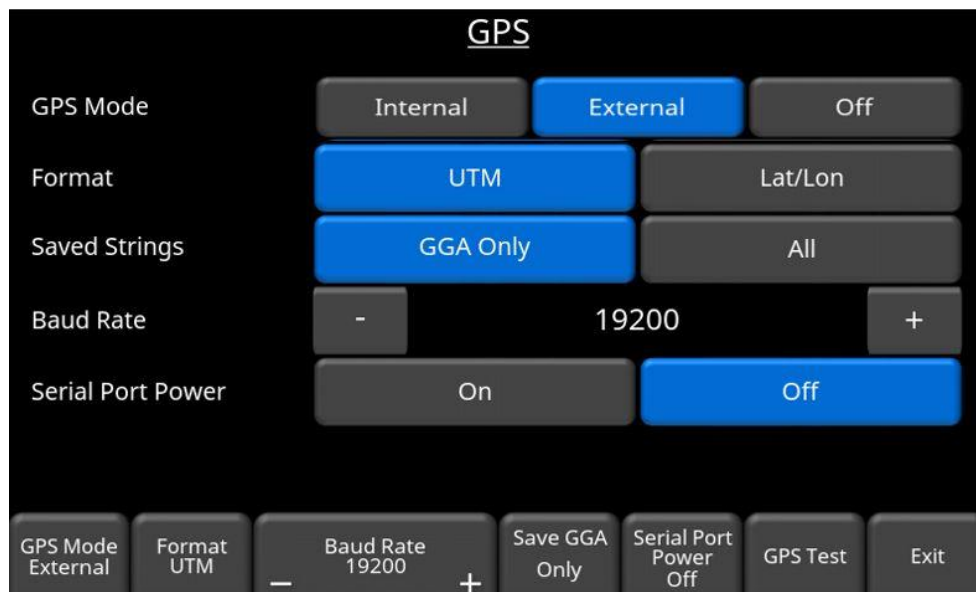 GPS
GPS Mode Internal External Off
Format UTM Lat/Lon
Saved Strings GGA Only All
Baud Rate - 19200 +
Serial Port Power On Off
GPS Mode
External
Format
UTM
Baud Rate
19200
– +
Save GGA
Only
Serial Port
Power
Off
GPS Test
Exit